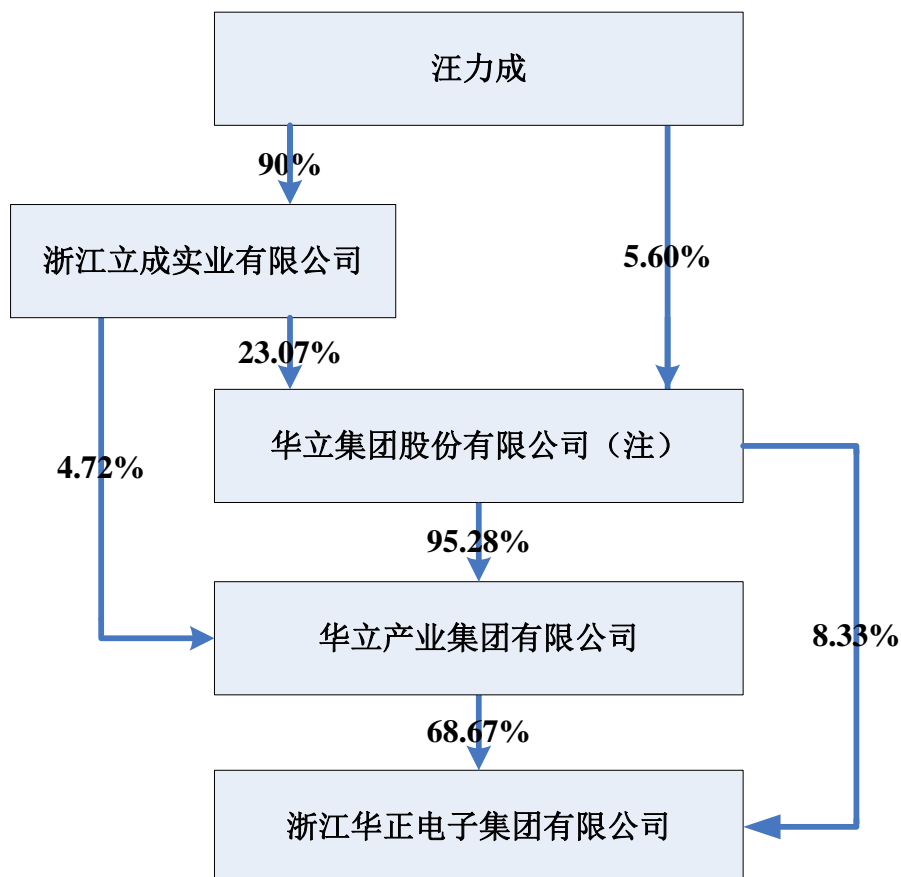 汪力成
90%
浙江立成实业有限公司
5.60%
23.07%
华立集团股份有限公司（注）
4.72%
95.28%
华立产业集团有限公司
8.33%
68.67%
浙江华正电子集团有限公司